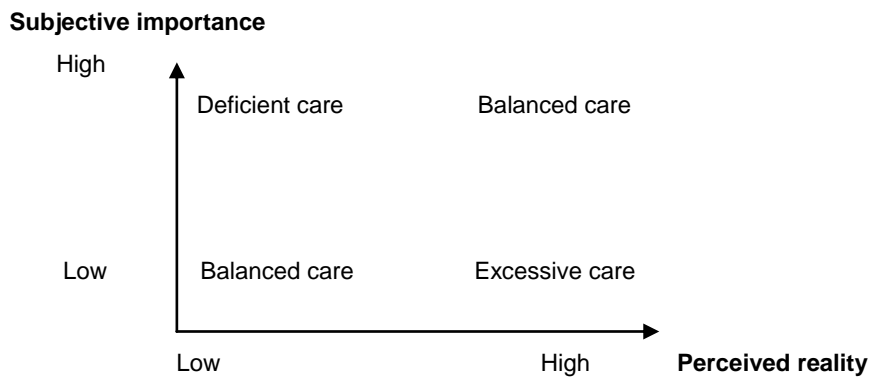 Subjective importance
High
Deficient care Balanced care
Low Balanced care Excessive care
Low High Perceived reality